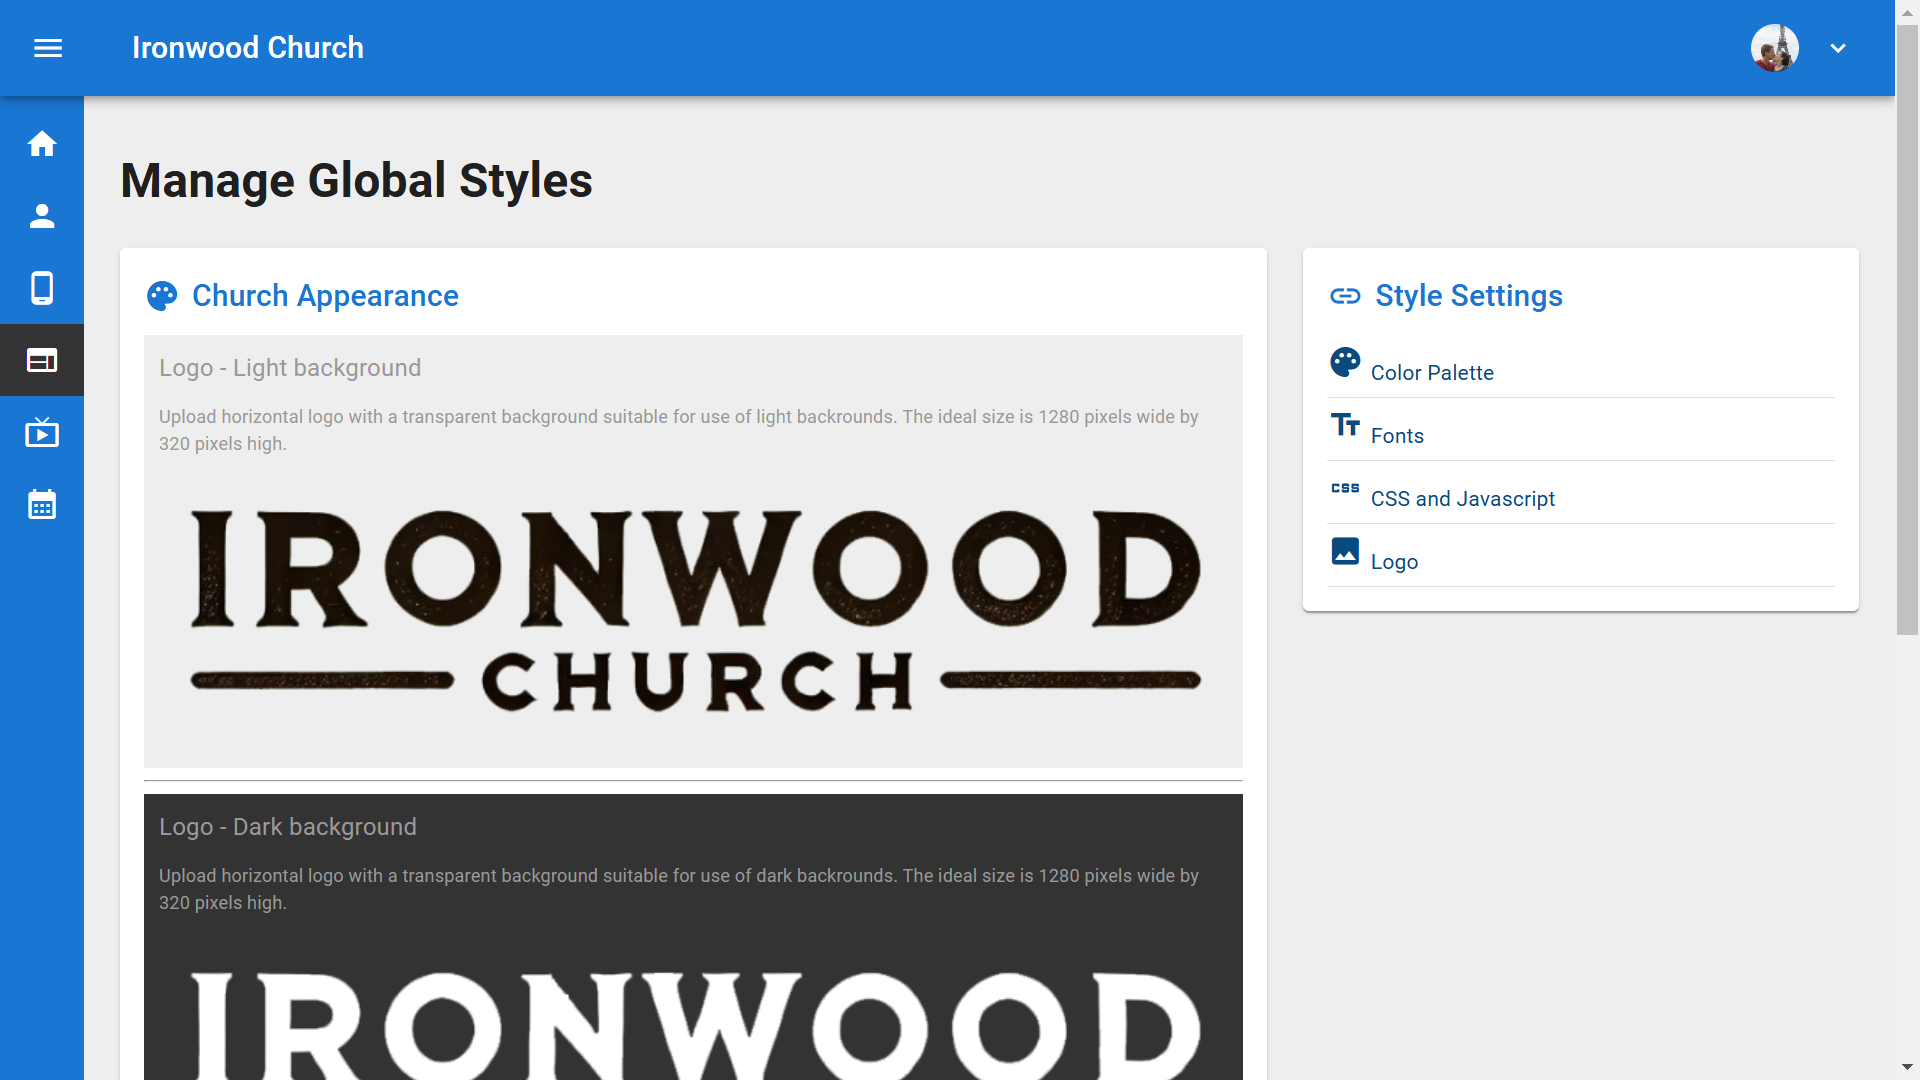 Ironwood Church
Manage Global Styles
Church Appearance
Logo - Light background
Upload horizontal logo with a transparent background suitable for use of light backrounds. The ideal size is 1280 pixels wide by
320 pixels high.
IRONWOOD
CHURCH
Logo - Dark background
Upload horizontal logo with a transparent background suitable for use of dark backrounds. The ideal size is 1280 pixels wide by
320 pixels high.
IRONWOOD
Style Settings
Color Palette
Fonts
CSS
CSS and Javascript
Logo